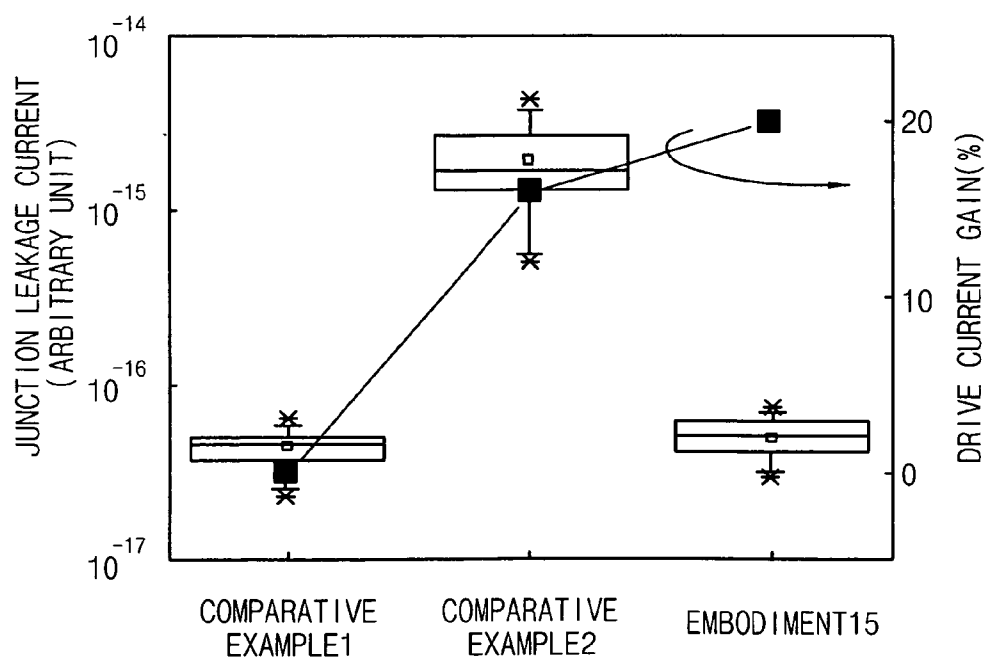 JUNCTION LEAKAGE CURRENT
(ARBITRARY UNIT)
10^-14
10^-15
10^-16
10^-17
20
10
0
DRIVE CURRENT GAIN(%)
COMPARATIVE
EXAMPLE1
COMPARATIVE
EXAMPLE2
EMBODIMENT15